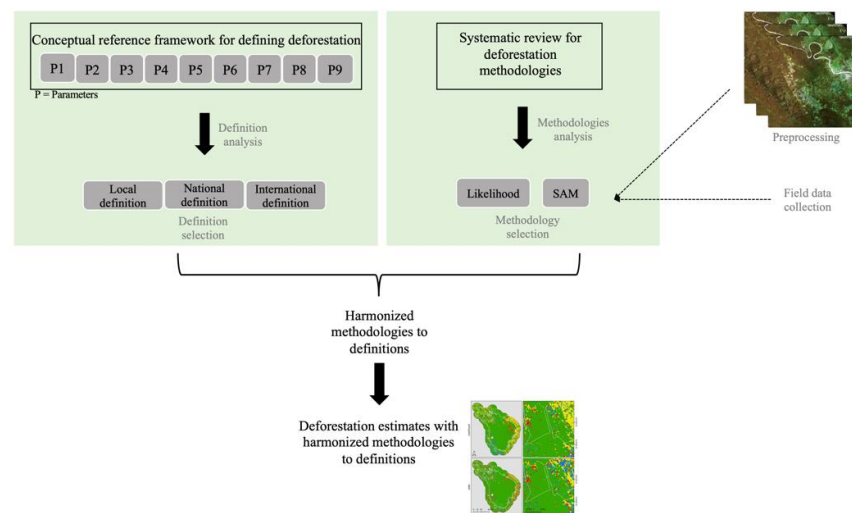 Conceptual reference framework for defining deforestation
P1 P2 P3 P4 P5 P6 P7 P8 P9
P = Parameters
Definition
analysis
Local
definition
National
definition
International
definition
Definition
selection
Systematic review for
deforestation
methodologies
Methodologies
analysis
Likelihood
SAM
Methodology
selection
Preprocessing
Field data
collection
Harmonized
methodologies to
definitions
Deforestation estimates with
harmonized methodologies
to definitions